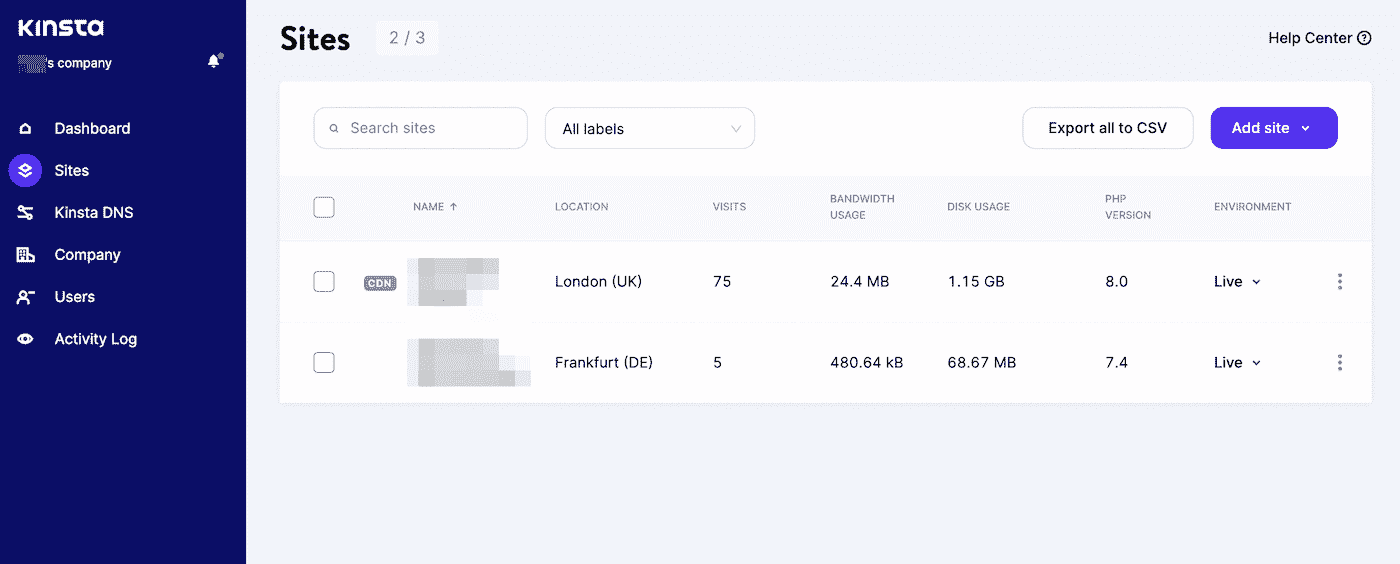 Kinsta
's company
Dashboard
Sites
Kinsta DNS
Company
Users
Activity Log
Sites 2 / 3
Help Center
Search sites
All labels
Export all to CSV
Add site
NAME ↑ LOCATION VISITS BANDWIDTH USAGE DISK USAGE PHP VERSION ENVIRONMENT
CDN London (UK) 75 24.4 MB 1.15 GB 8.0 Live
Frankfurt (DE) 5 480.64 kB 68.67 MB 7.4 Live